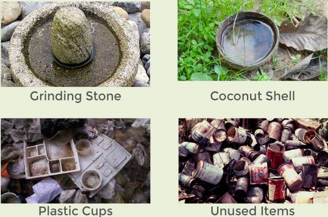 Grinding Stone
Coconut Shell
Plastic Cups
Unused Items